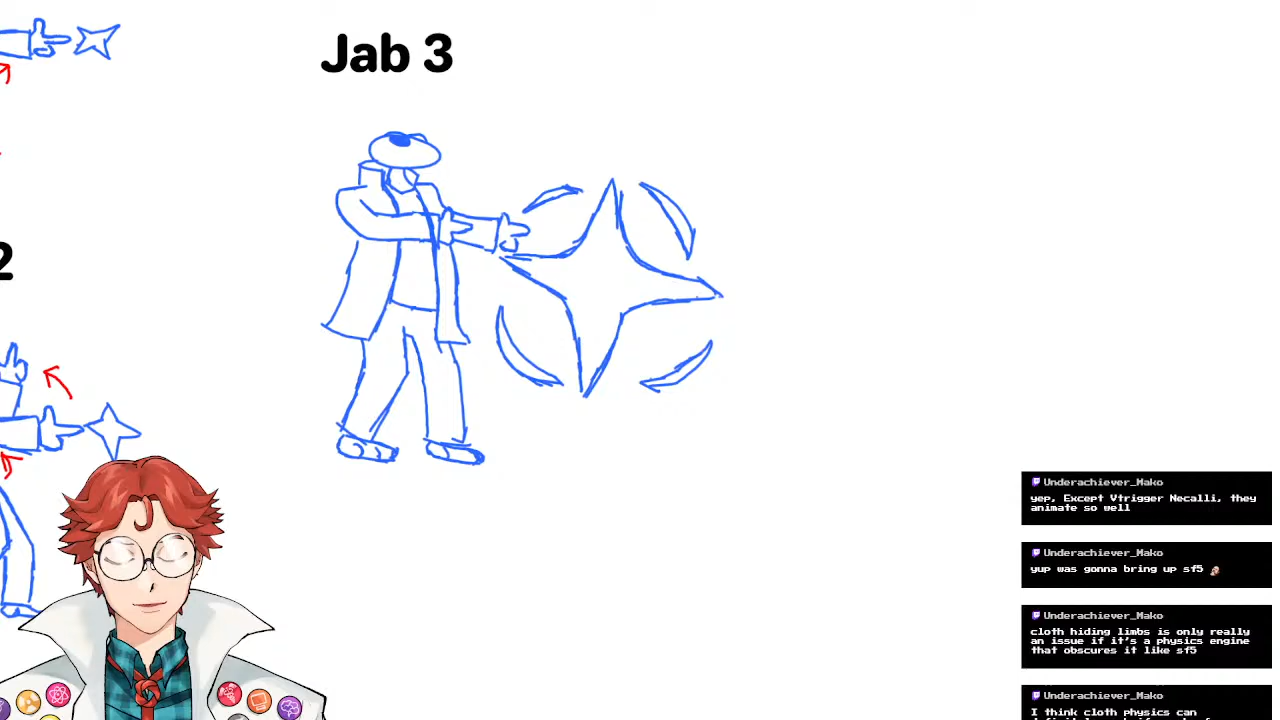 Jab 3
2
Underachiever_Mako
yep, Except Vtrigger Necalli, they
animate so well
Underachiever_Mako
yup was gonna bring up sf5
Underachiever_Mako
cloth hiding limbs is only really
an issue if it's a physics engine
that obscures it like sf5
Underachiever_Mako
I think cloth physics can